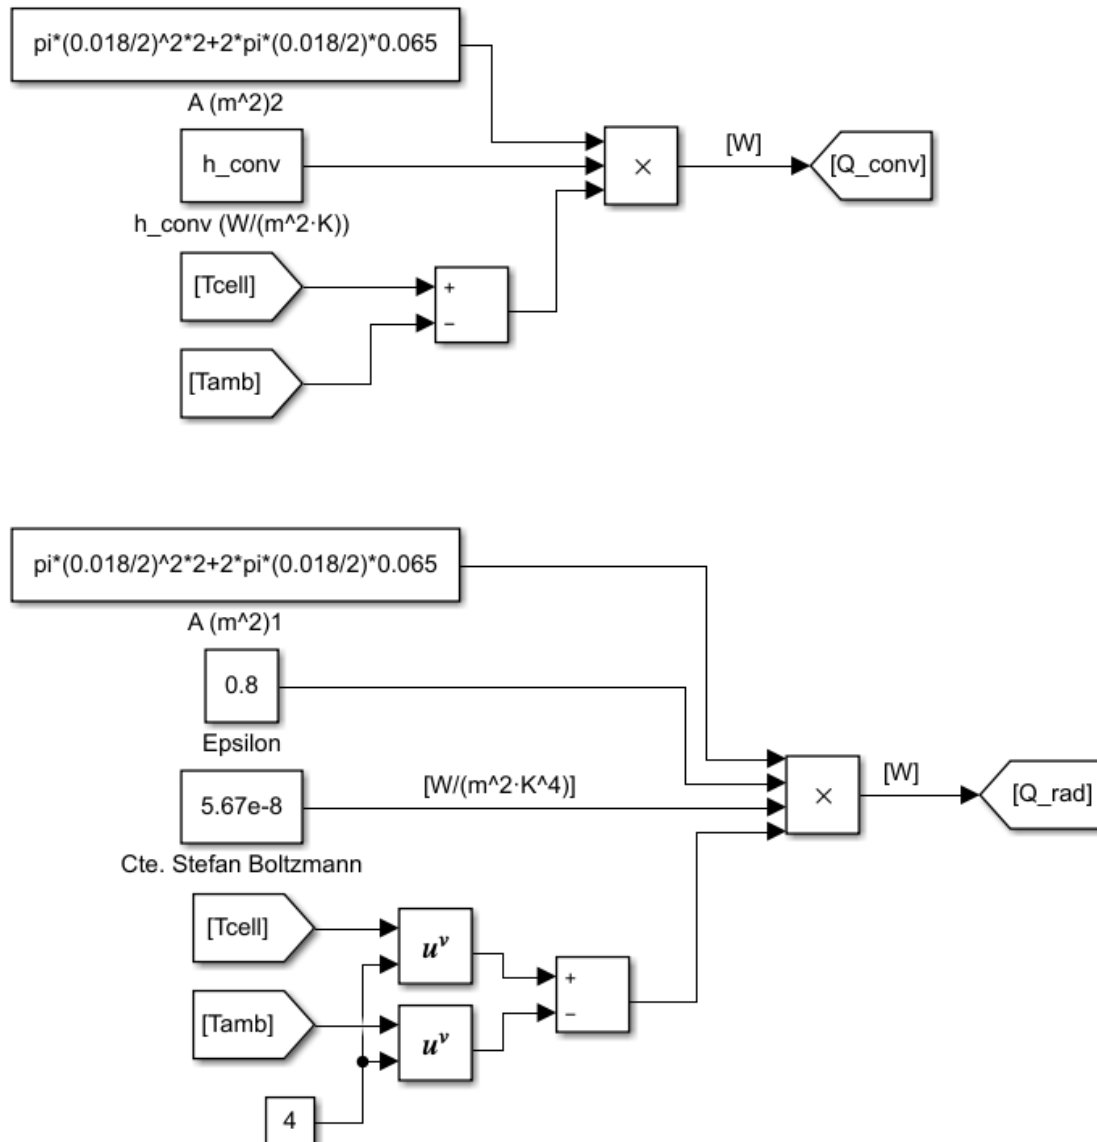 pi*(0.018/2)^2*2+2*pi*(0.018/2)*0.065
A (m^2)2
h_conv
h_conv (W/(m^2·K))
[Tcell]
[Tamb]
+
−
×
[W]
[Q_conv]
pi*(0.018/2)^2*2+2*pi*(0.018/2)*0.065
A (m^2)1
0.8
Epsilon
5.67e-8
Cte. Stefan Boltzmann
[W/(m^2·K^4)]
×
[W]
[Q_rad]
[Tcell]
[Tamb]
u^v
u^v
+
−
4